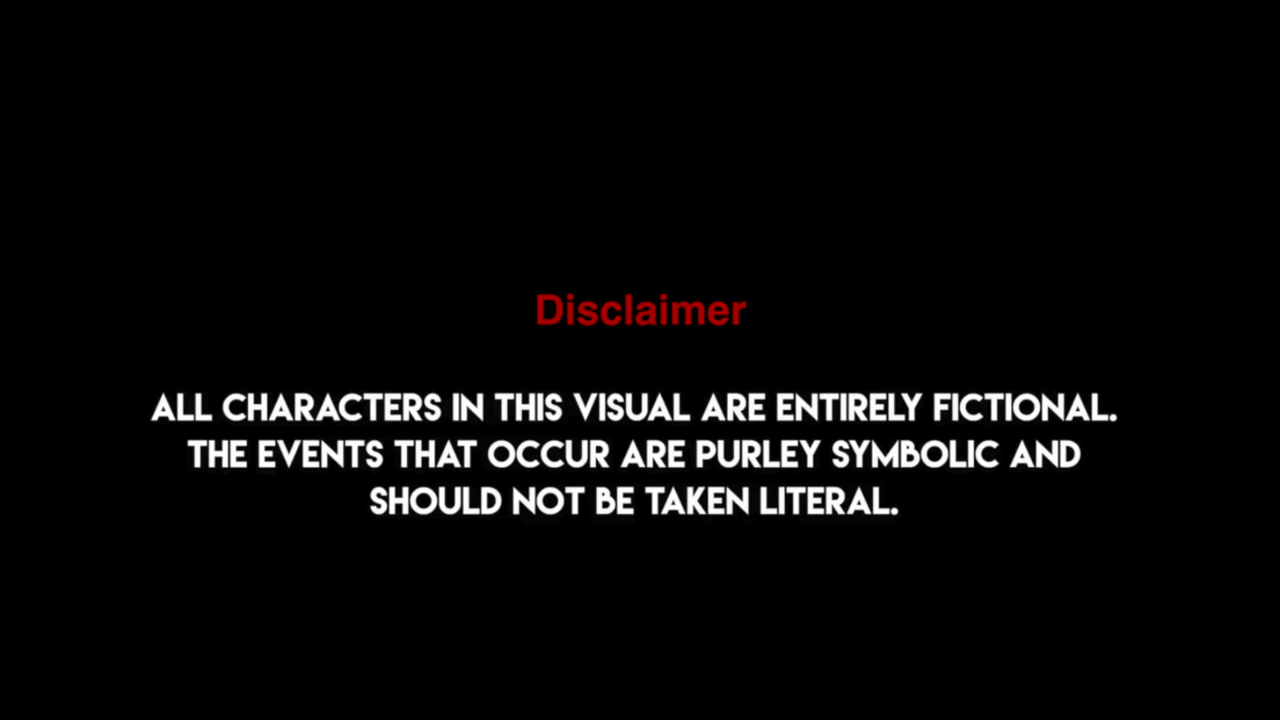 Disclaimer
ALL CHARACTERS IN THIS VISUAL ARE ENTIRELY FICTIONAL.
THE EVENTS THAT OCCUR ARE PURLEY SYMBOLIC AND
SHOULD NOT BE TAKEN LITERAL.